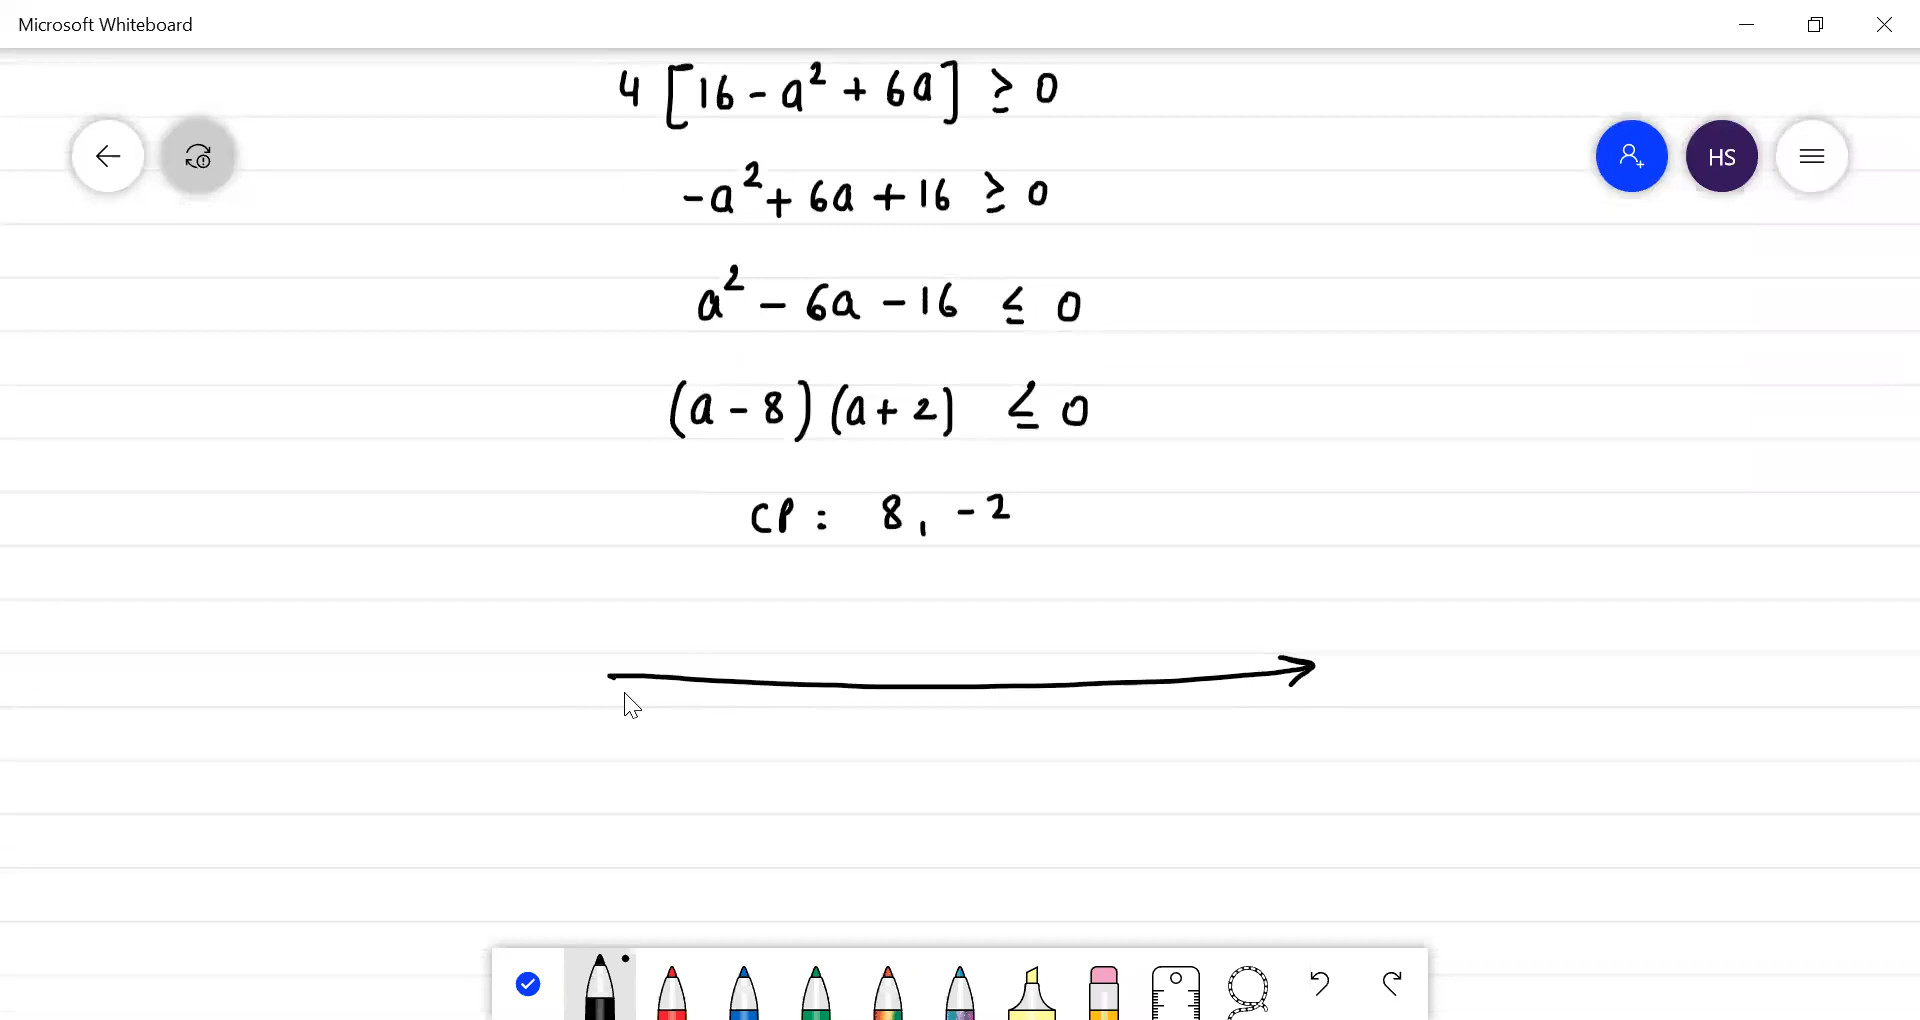 Microsoft Whiteboard
4 [16 - a² + 6a] ≥ 0
HS
-a² + 6a + 16 ≥ 0
a² - 6a - 16 ≤ 0
(a - 8) (a + 2) ≤ 0
CP : 8, -2